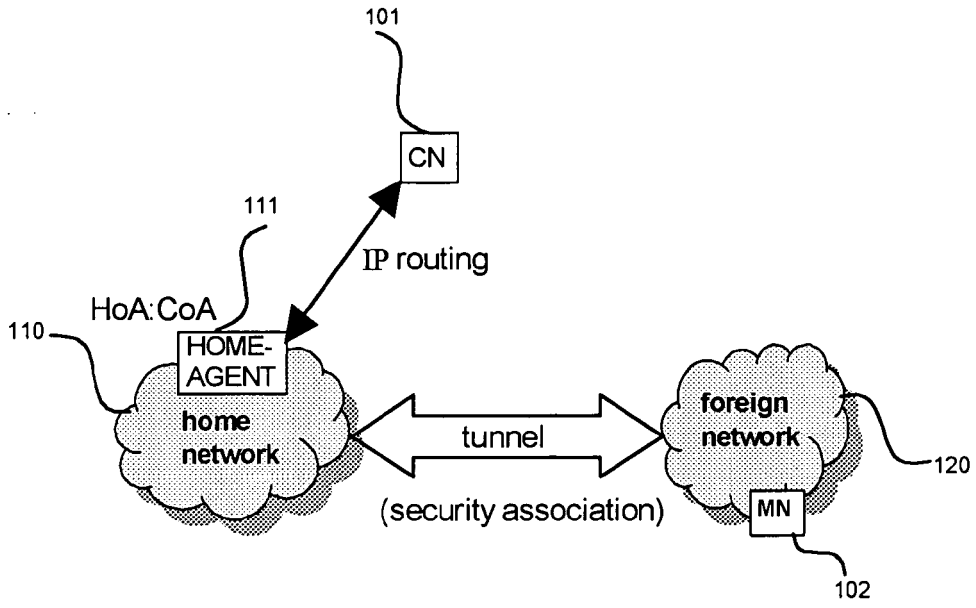 101
CN
111
IP routing
HoA:CoA
110
HOME-
AGENT
home
network
tunnel
(security association)
foreign
network
120
MN
102